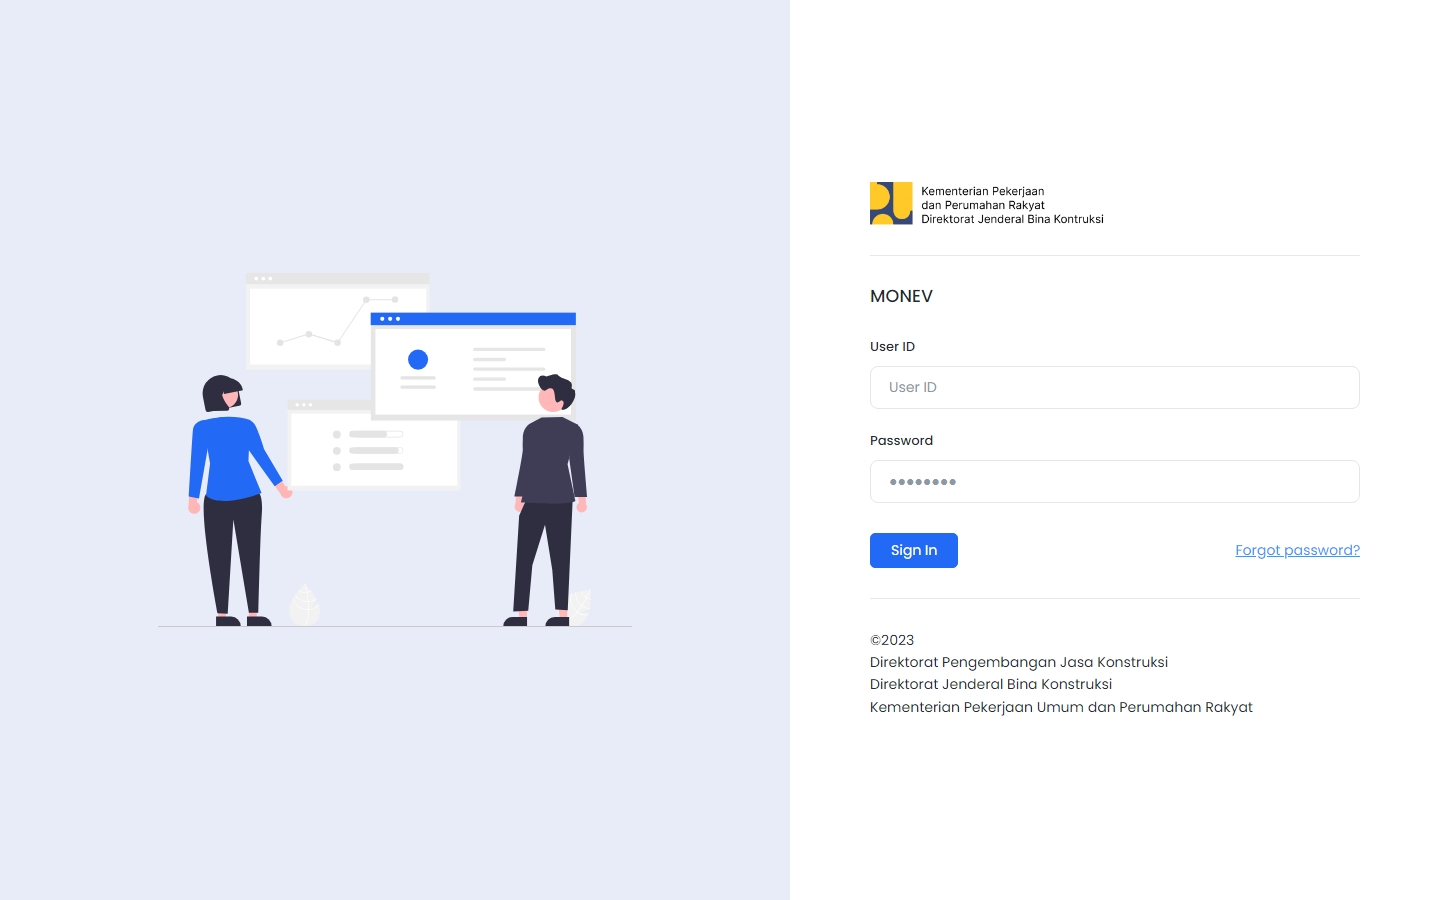 Kementerian Pekerjaan
dan Perumahan Rakyat
Direktorat Jenderal Bina Kontruksi
MONEV
User ID
User ID
Password
●●●●●●●●
Sign In
Forgot password?
©2023
Direktorat Pengembangan Jasa Konstruksi
Direktorat Jenderal Bina Konstruksi
Kementerian Pekerjaan Umum dan Perumahan Rakyat